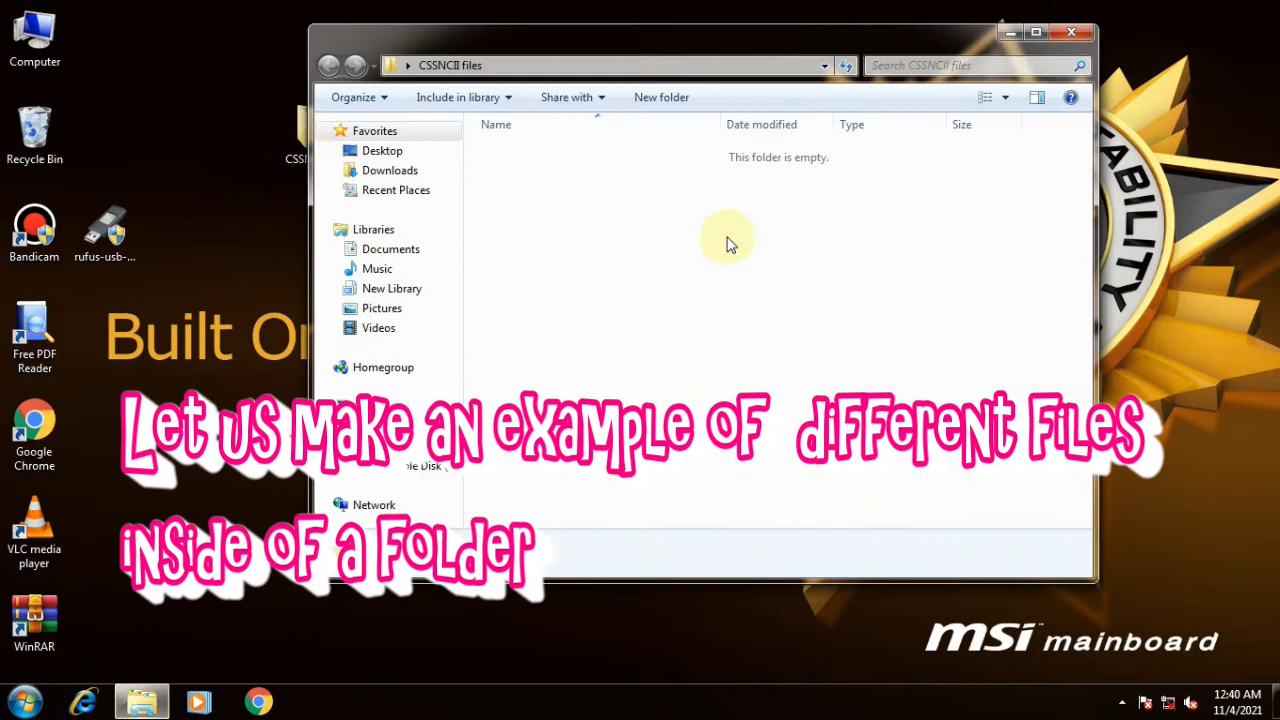 Computer
Recycle Bin
Bandicam
rufus-usb-...
Free PDF
Reader
Google
Chrome
VLC media
player
WinRAR
CSSN
Built On
CSSNCII files
Search CSSNCII files
Organize
Include in library
Share with
New folder
Name
Date modified
Type
Size
This folder is empty.
Favorites
Desktop
Downloads
Recent Places
Libraries
Documents
Music
New Library
Pictures
Videos
Homegroup
Network
Let us make an example of different files
inside of a folder
ABILITY
msi mainboard
12:40 AM
11/4/2021